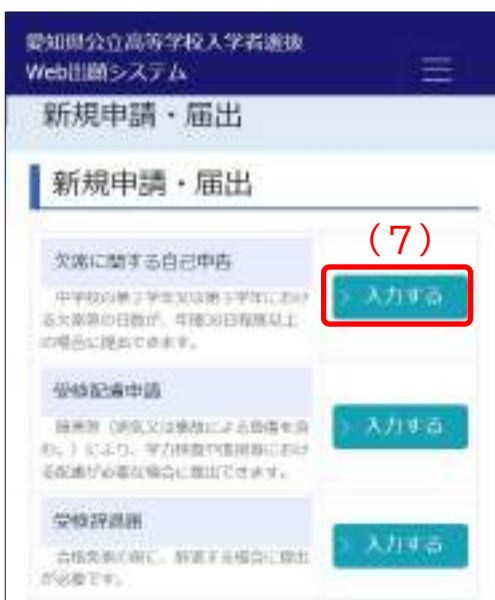 愛知県公立高等学校入学者選抜
Web出願システム
新規申請・届出
新規申請・届出
(7)
欠席に関する自己申告
入力する
中学校の第2学年又は第3学年におけ
る欠席等の日数が、年間30日程度以上
の場合に提出できます。
受検配慮申請
入力する
障害等(病気又は事故による負傷を含
む。)により、学力検査や面接等におけ
る配慮が必要な場合に提出できます。
受検辞退届
入力する
合格発表の前に、辞退する場合に提出
が必要です。